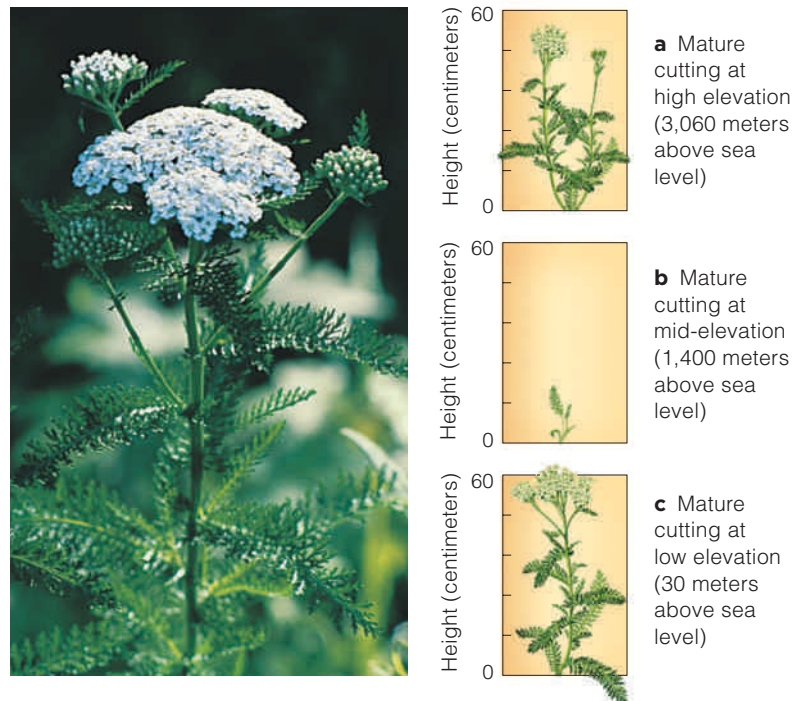 60
Height (centimeters)
0
a Mature
cutting at
high elevation
(3,060 meters
above sea
level)
60
Height (centimeters)
0
b Mature
cutting at
mid-elevation
(1,400 meters
above sea
level)
60
Height (centimeters)
0
c Mature
cutting at
low elevation
(30 meters
above sea
level)